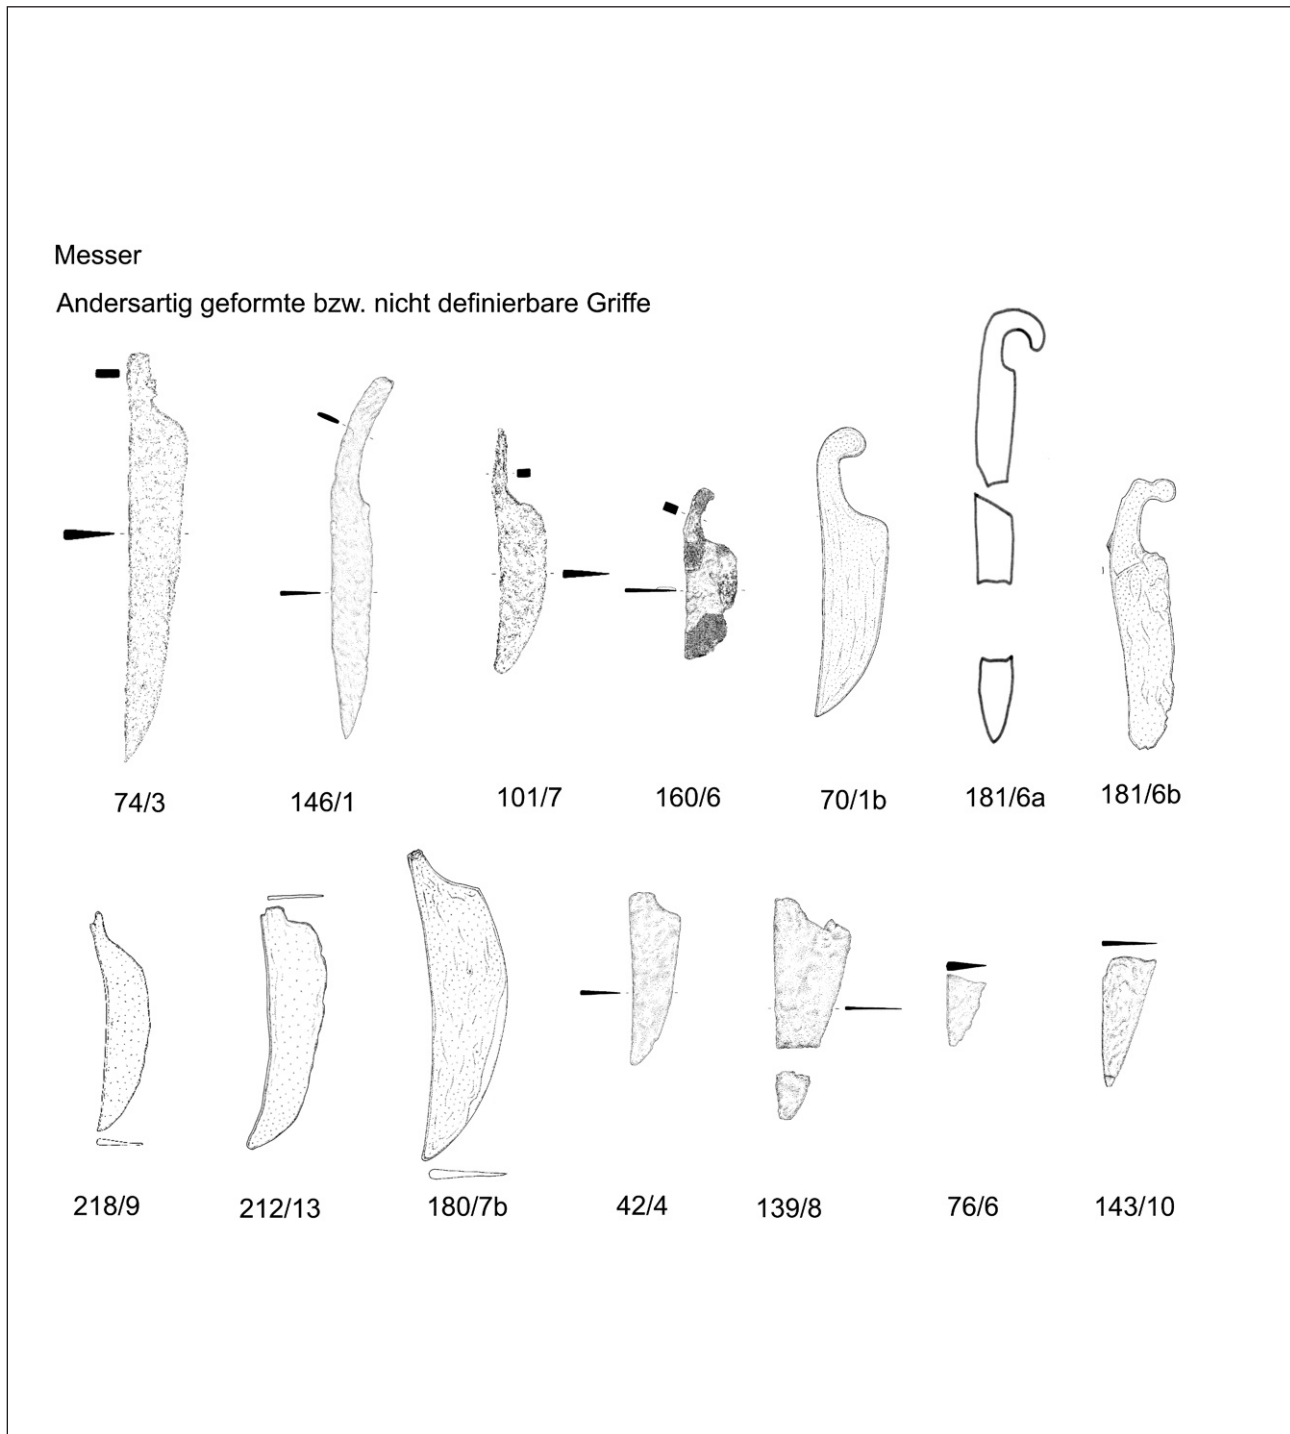 Messer
Andersartig geformte bzw. nicht definierbare Griffe
74/3 146/1 101/7 160/6 70/1b 181/6a 181/6b
218/9 212/13 180/7b 42/4 139/8 76/6 143/10